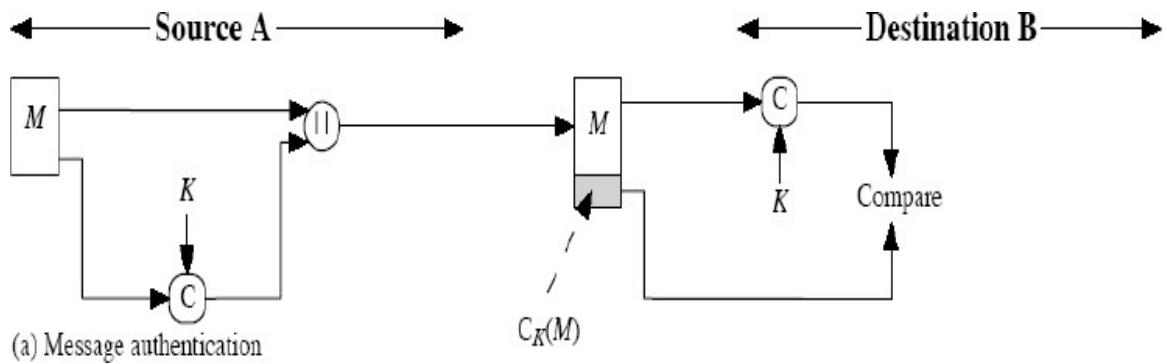 Source A
Destination B
M
||
K
C
(a) Message authentication
M
C_K(M)
C
K
Compare